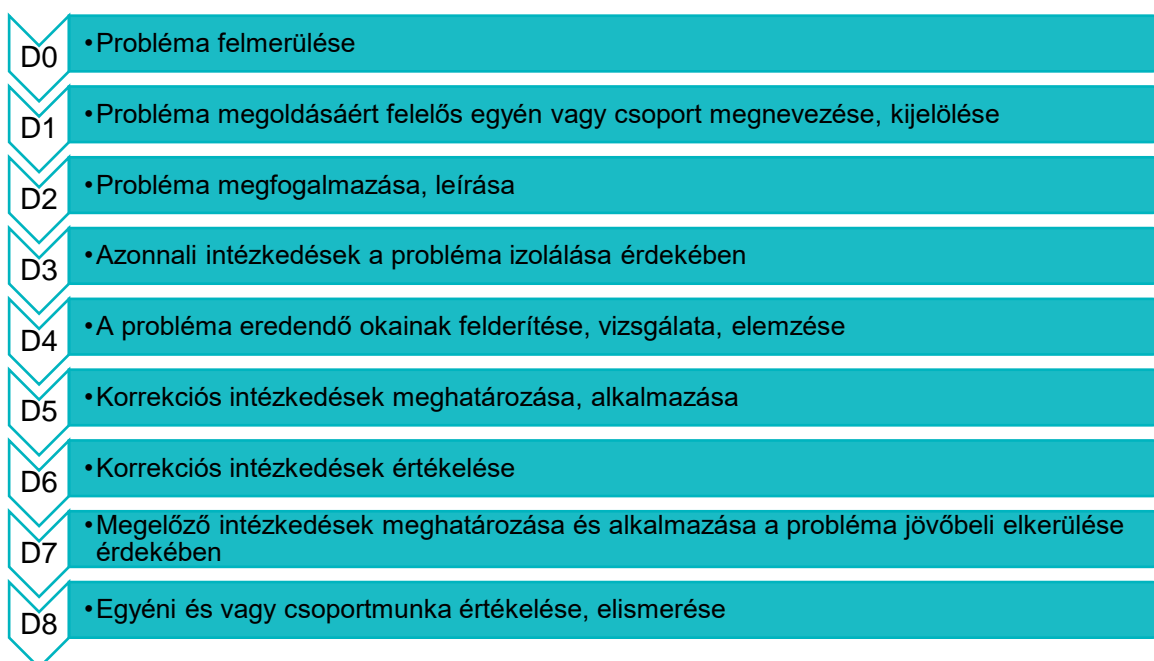 D0
•Probléma felmerülése
D1
•Probléma megoldásáért felelős egyén vagy csoport megnevezése, kijelölése
D2
•Probléma megfogalmazása, leírása
D3
•Azonnali intézkedések a probléma izolálása érdekében
D4
•A probléma eredendő okainak felderítése, vizsgálata, elemzése
D5
•Korrekciós intézkedések meghatározása, alkalmazása
D6
•Korrekciós intézkedések értékelése
D7
•Megelőző intézkedések meghatározása és alkalmazása a probléma jövőbeli elkerülése
érdekében
D8
•Egyéni és vagy csoportmunka értékelése, elismerése